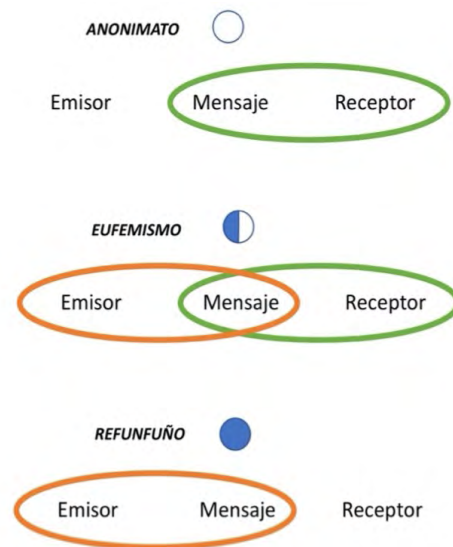 ANONIMATO
Emisor Mensaje Receptor
EUFEMISMO
Emisor Mensaje Receptor
REFUNFUÑO
Emisor Mensaje Receptor